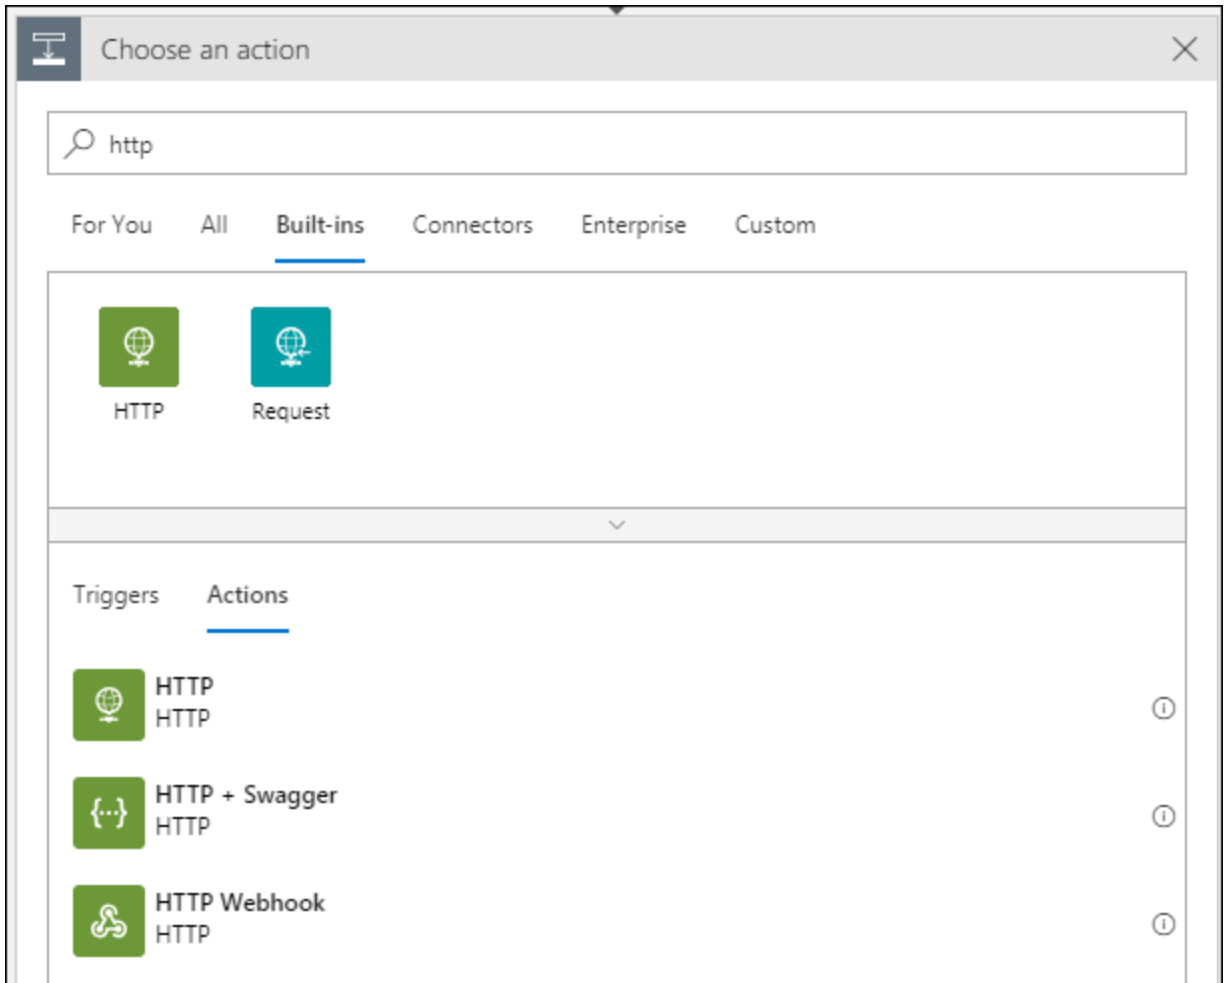 Choose an action
http
For You All Built-ins Connectors Enterprise Custom
HTTP Request
Triggers Actions
HTTP
HTTP
HTTP + Swagger
HTTP
HTTP Webhook
HTTP